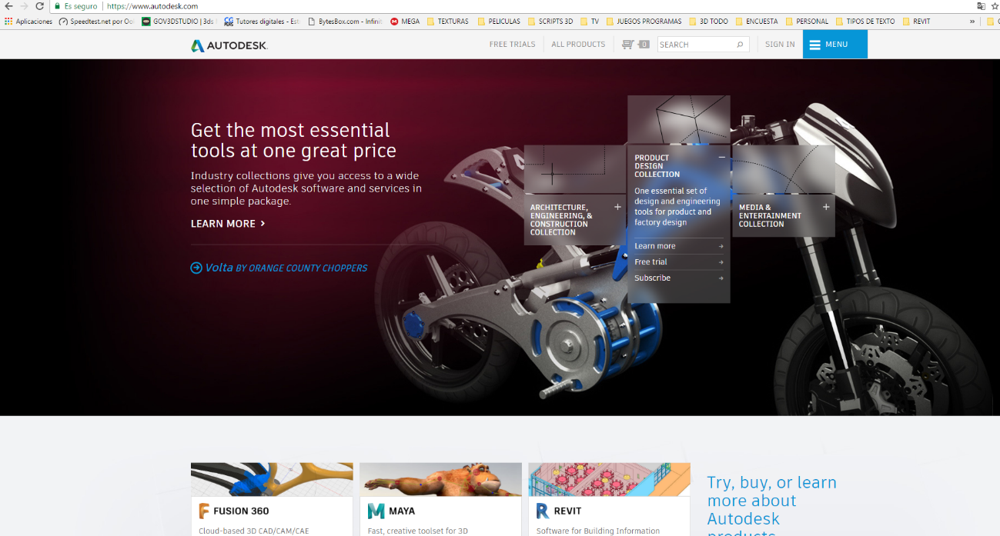 Es seguro
https://www.autodesk.com
Aplicaciones
Speedtest.net por Ook
GOV3DSTUDIO | 3ds
Tutores digitales - Est
BytesBox.com - Infinit
MEGA
TEXTURAS
PELICULAS
SCRIPTS 3D
TV
JUEGOS PROGRAMAS
3D TODO
ENCUESTA
PERSONAL
TIPOS DE TEXTO
REVIT
»
AUTODESK
FREE TRIALS
ALL PRODUCTS
0
SEARCH
SIGN IN
MENU
Get the most essential
tools at one great price
Industry collections give you access to a wide
selection of Autodesk software and services in
one simple package.
LEARN MORE >
Volta BY ORANGE COUNTY CHOPPERS
ARCHITECTURE,
ENGINEERING, &
CONSTRUCTION
COLLECTION
PRODUCT
DESIGN
COLLECTION
One essential set of
design and engineering
tools for product and
factory design
Learn more
Free trial
Subscribe
MEDIA &
ENTERTAINMENT
COLLECTION
FUSION 360
Cloud-based 3D CAD/CAM/CAE
MAYA
Fast, creative toolset for 3D
REVIT
Software for Building Information
Try, buy, or learn
more about
Autodesk
products